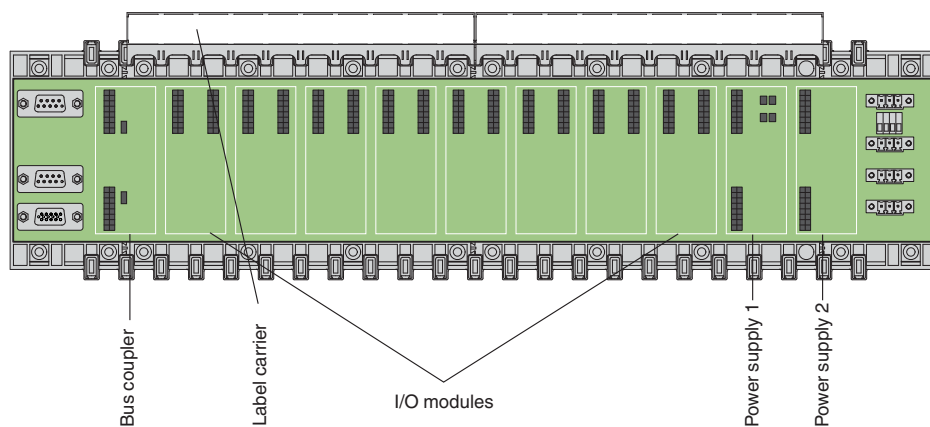 Bus coupler
Label carrier
I/O modules
Power supply 1
Power supply 2